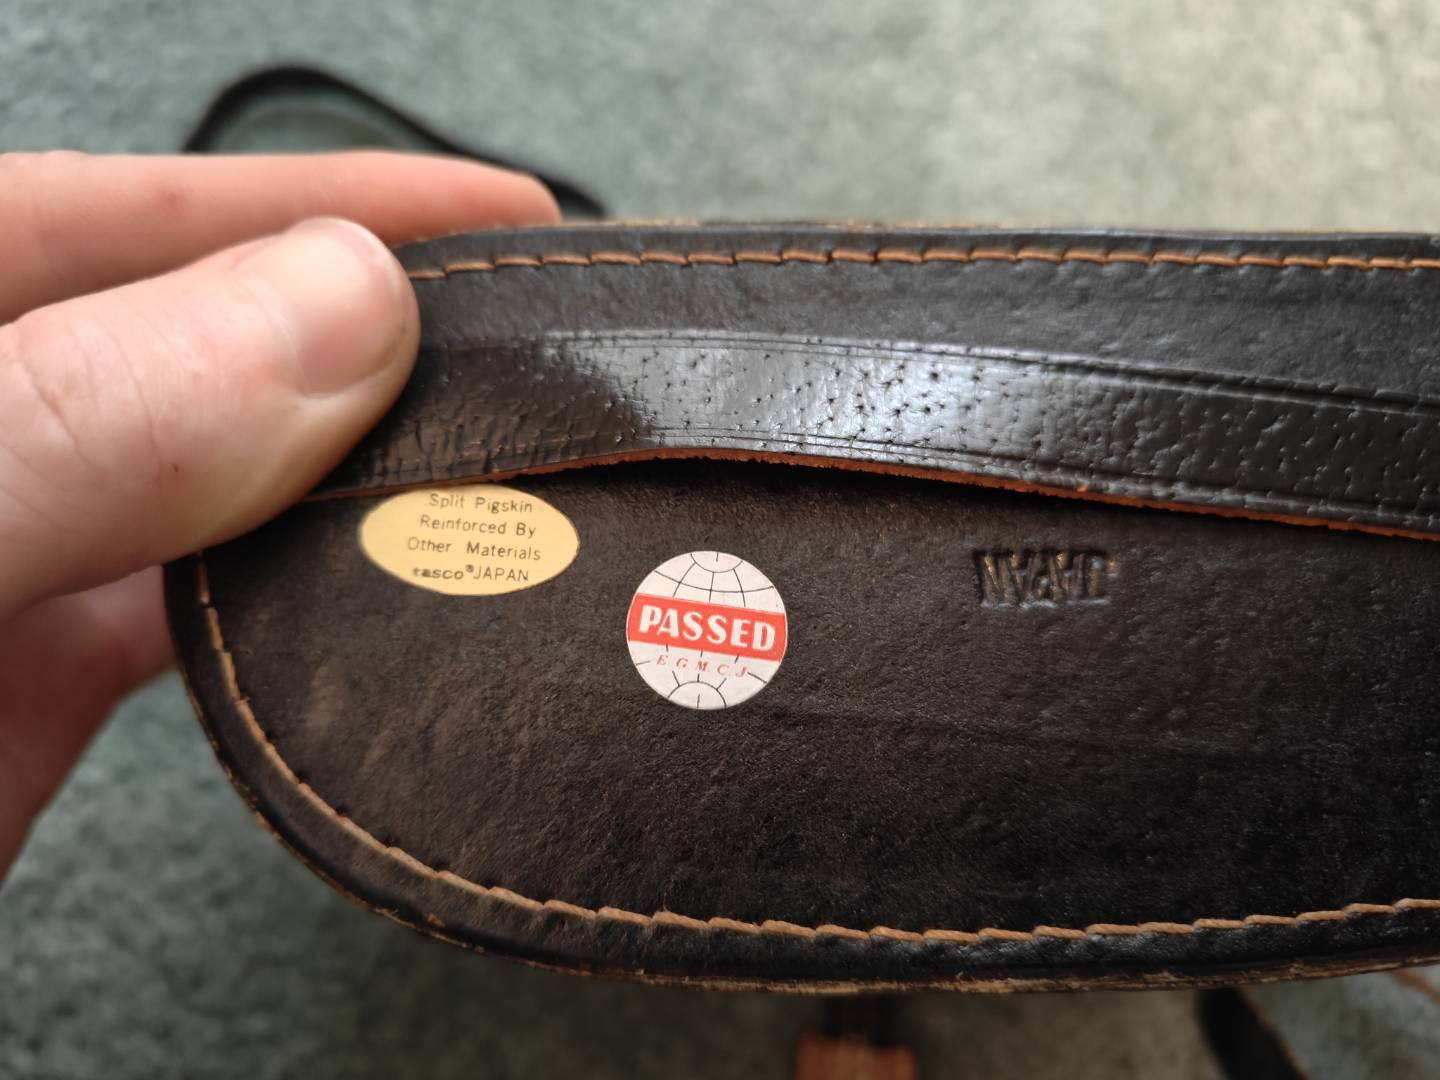 Split Pigskin
Reinforced By
Other Materials
tasco® JAPAN
PASSED
E. G. M. C. J
JAPAN